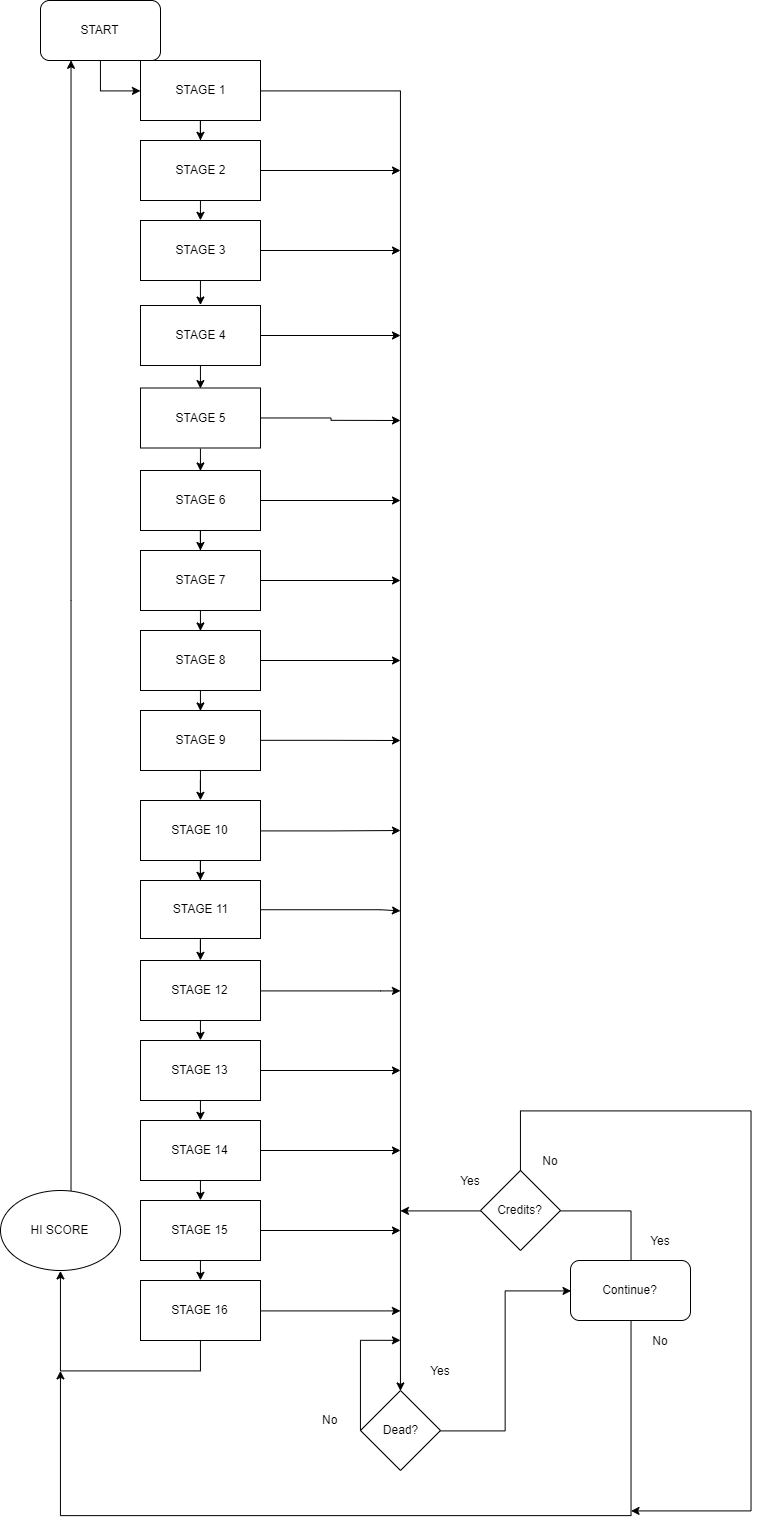 START
STAGE 1
STAGE 2
STAGE 3
STAGE 4
STAGE 5
STAGE 6
STAGE 7
STAGE 8
STAGE 9
STAGE 10
STAGE 11
STAGE 12
STAGE 13
STAGE 14
No
Yes
Credits?
HI SCORE
STAGE 15
Yes
Continue?
STAGE 16
No
Yes
No
Dead?